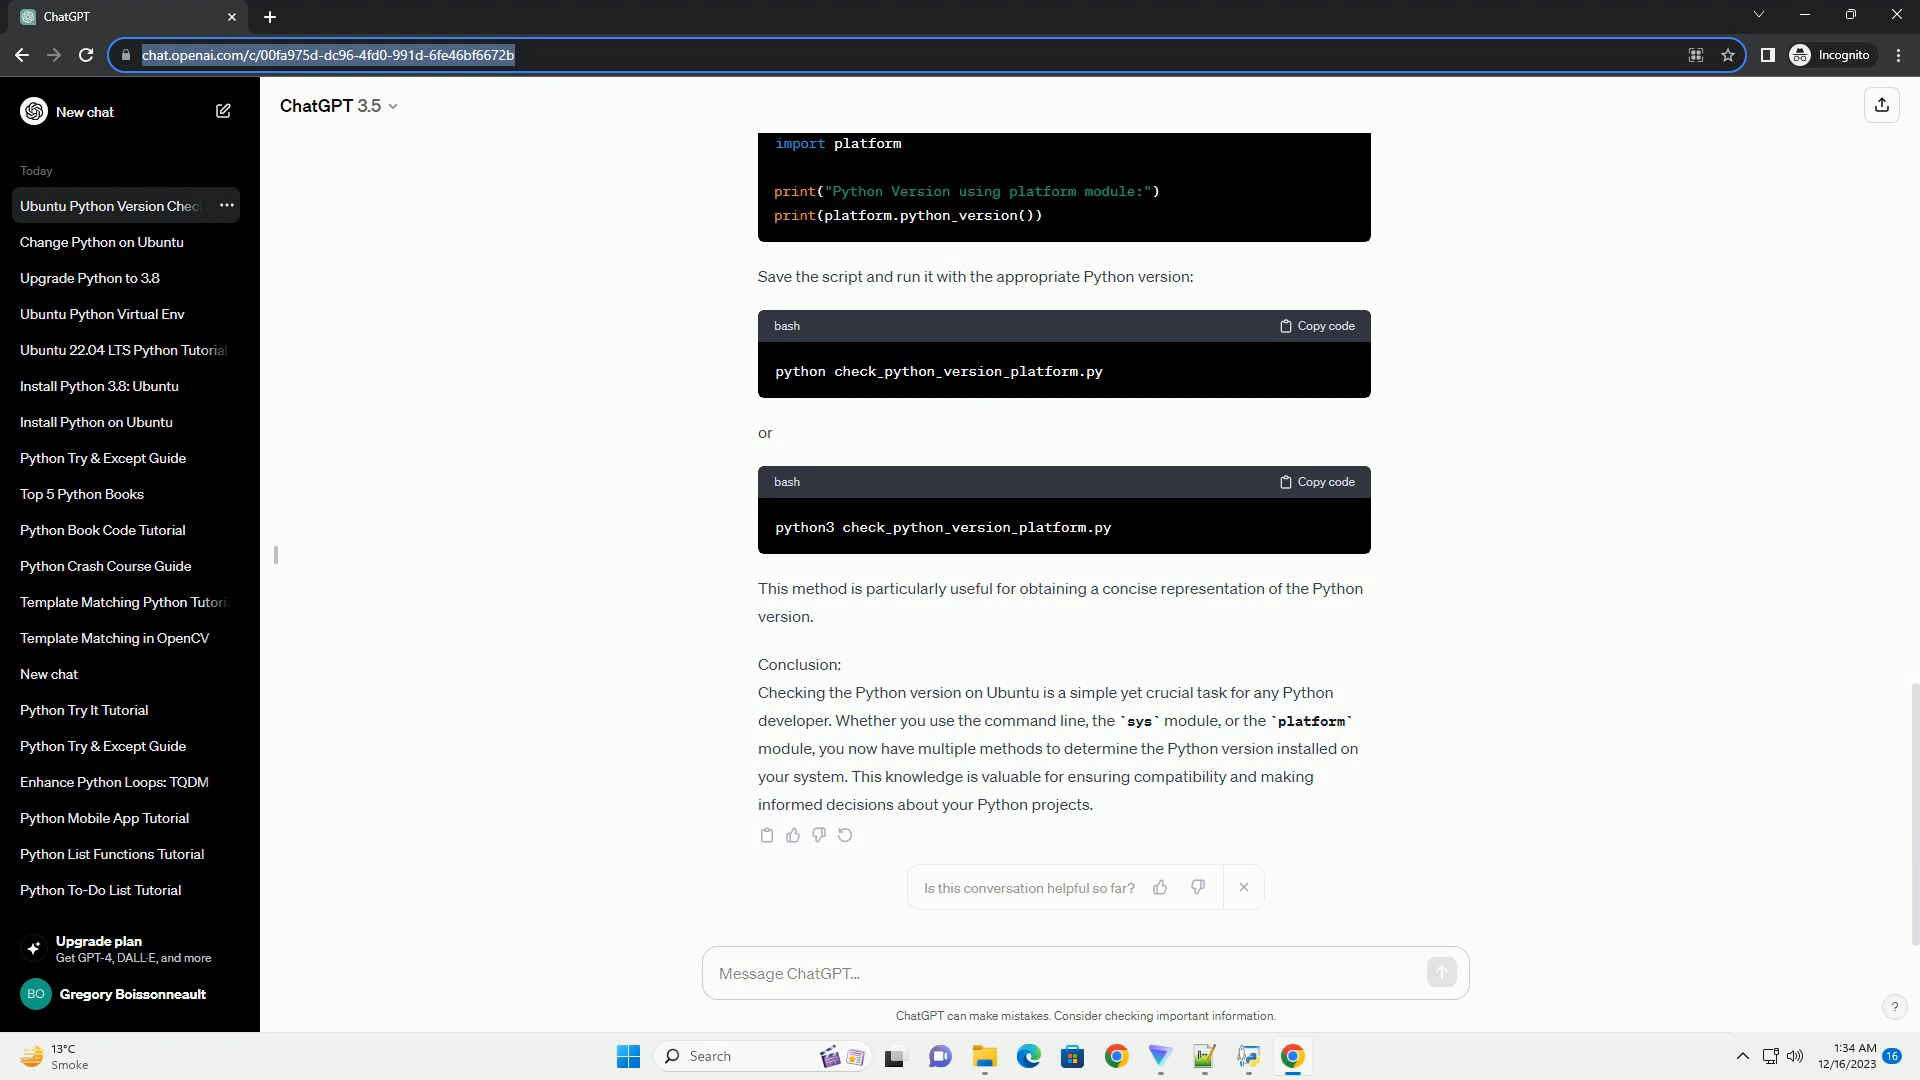 ChatGPT
chat.openai.com/c/00fa975d-dc96-4fd0-991d-6fe46bf6672b
Incognito
New chat
Today
Ubuntu Python Version Chec
Change Python on Ubuntu
Upgrade Python to 3.8
Ubuntu Python Virtual Env
Ubuntu 22.04 LTS Python Tutorial
Install Python 3.8: Ubuntu
Install Python on Ubuntu
Python Try & Except Guide
Top 5 Python Books
Python Book Code Tutorial
Python Crash Course Guide
Template Matching Python Tutori
Template Matching in OpenCV
New chat
Python Try It Tutorial
Python Try & Except Guide
Enhance Python Loops: TQDM
Python Mobile App Tutorial
Python List Functions Tutorial
Python To-Do List Tutorial
Upgrade plan
Get GPT-4, DALL·E, and more
BO Gregory Boissonneault
ChatGPT 3.5
import platform
print("Python Version using platform module:")
print(platform.python_version())
Save the script and run it with the appropriate Python version:
bash Copy code
python check_python_version_platform.py
or
bash Copy code
python3 check_python_version_platform.py
This method is particularly useful for obtaining a concise representation of the Python
version.
Conclusion:
Checking the Python version on Ubuntu is a simple yet crucial task for any Python
developer. Whether you use the command line, the `sys` module, or the `platform`
module, you now have multiple methods to determine the Python version installed on
your system. This knowledge is valuable for ensuring compatibility and making
informed decisions about your Python projects.
Is this conversation helpful so far?
Message ChatGPT...
ChatGPT can make mistakes. Consider checking important information.
?
13°C
Smoke
Search
1:34 AM
12/16/2023
16